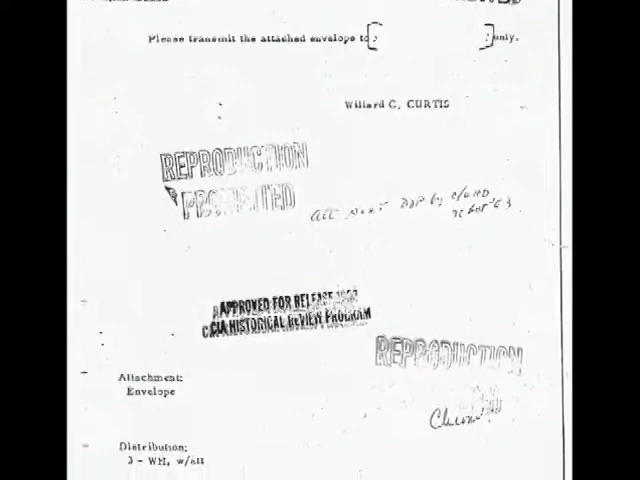 Please transmit the attached envelope to [ ] only.
Willard C. CURTIS
REPRODUCTION
PROHIBITED
APPROVED FOR RELEASE
CIA HISTORICAL REVIEW PROGRAM
REPRODUCTION
Attachment:
Envelope
Distribution:
3 - WH, w/att